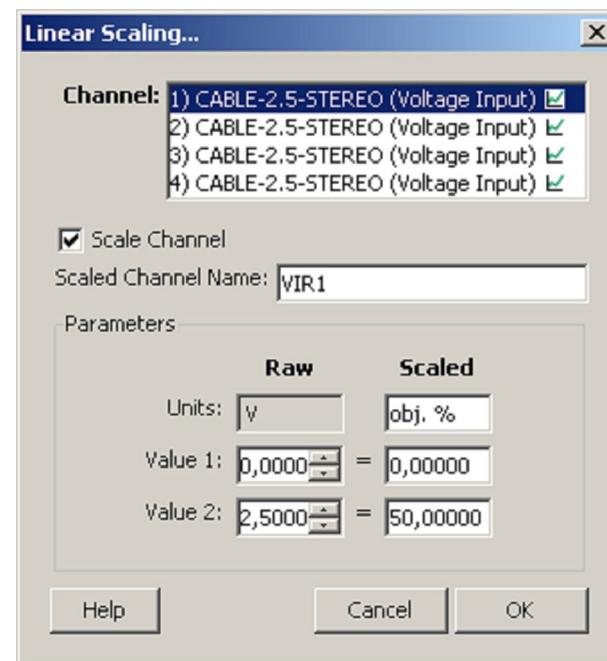 Linear Scaling...
Channel: 1) CABLE-2.5-STEREO (Voltage Input)
2) CABLE-2.5-STEREO (Voltage Input)
3) CABLE-2.5-STEREO (Voltage Input)
4) CABLE-2.5-STEREO (Voltage Input)
Scale Channel
Scaled Channel Name: VIR1
Parameters
Raw Scaled
Units: V obj. %
Value 1: 0,0000 = 0,00000
Value 2: 2,5000 = 50,00000
Help Cancel OK